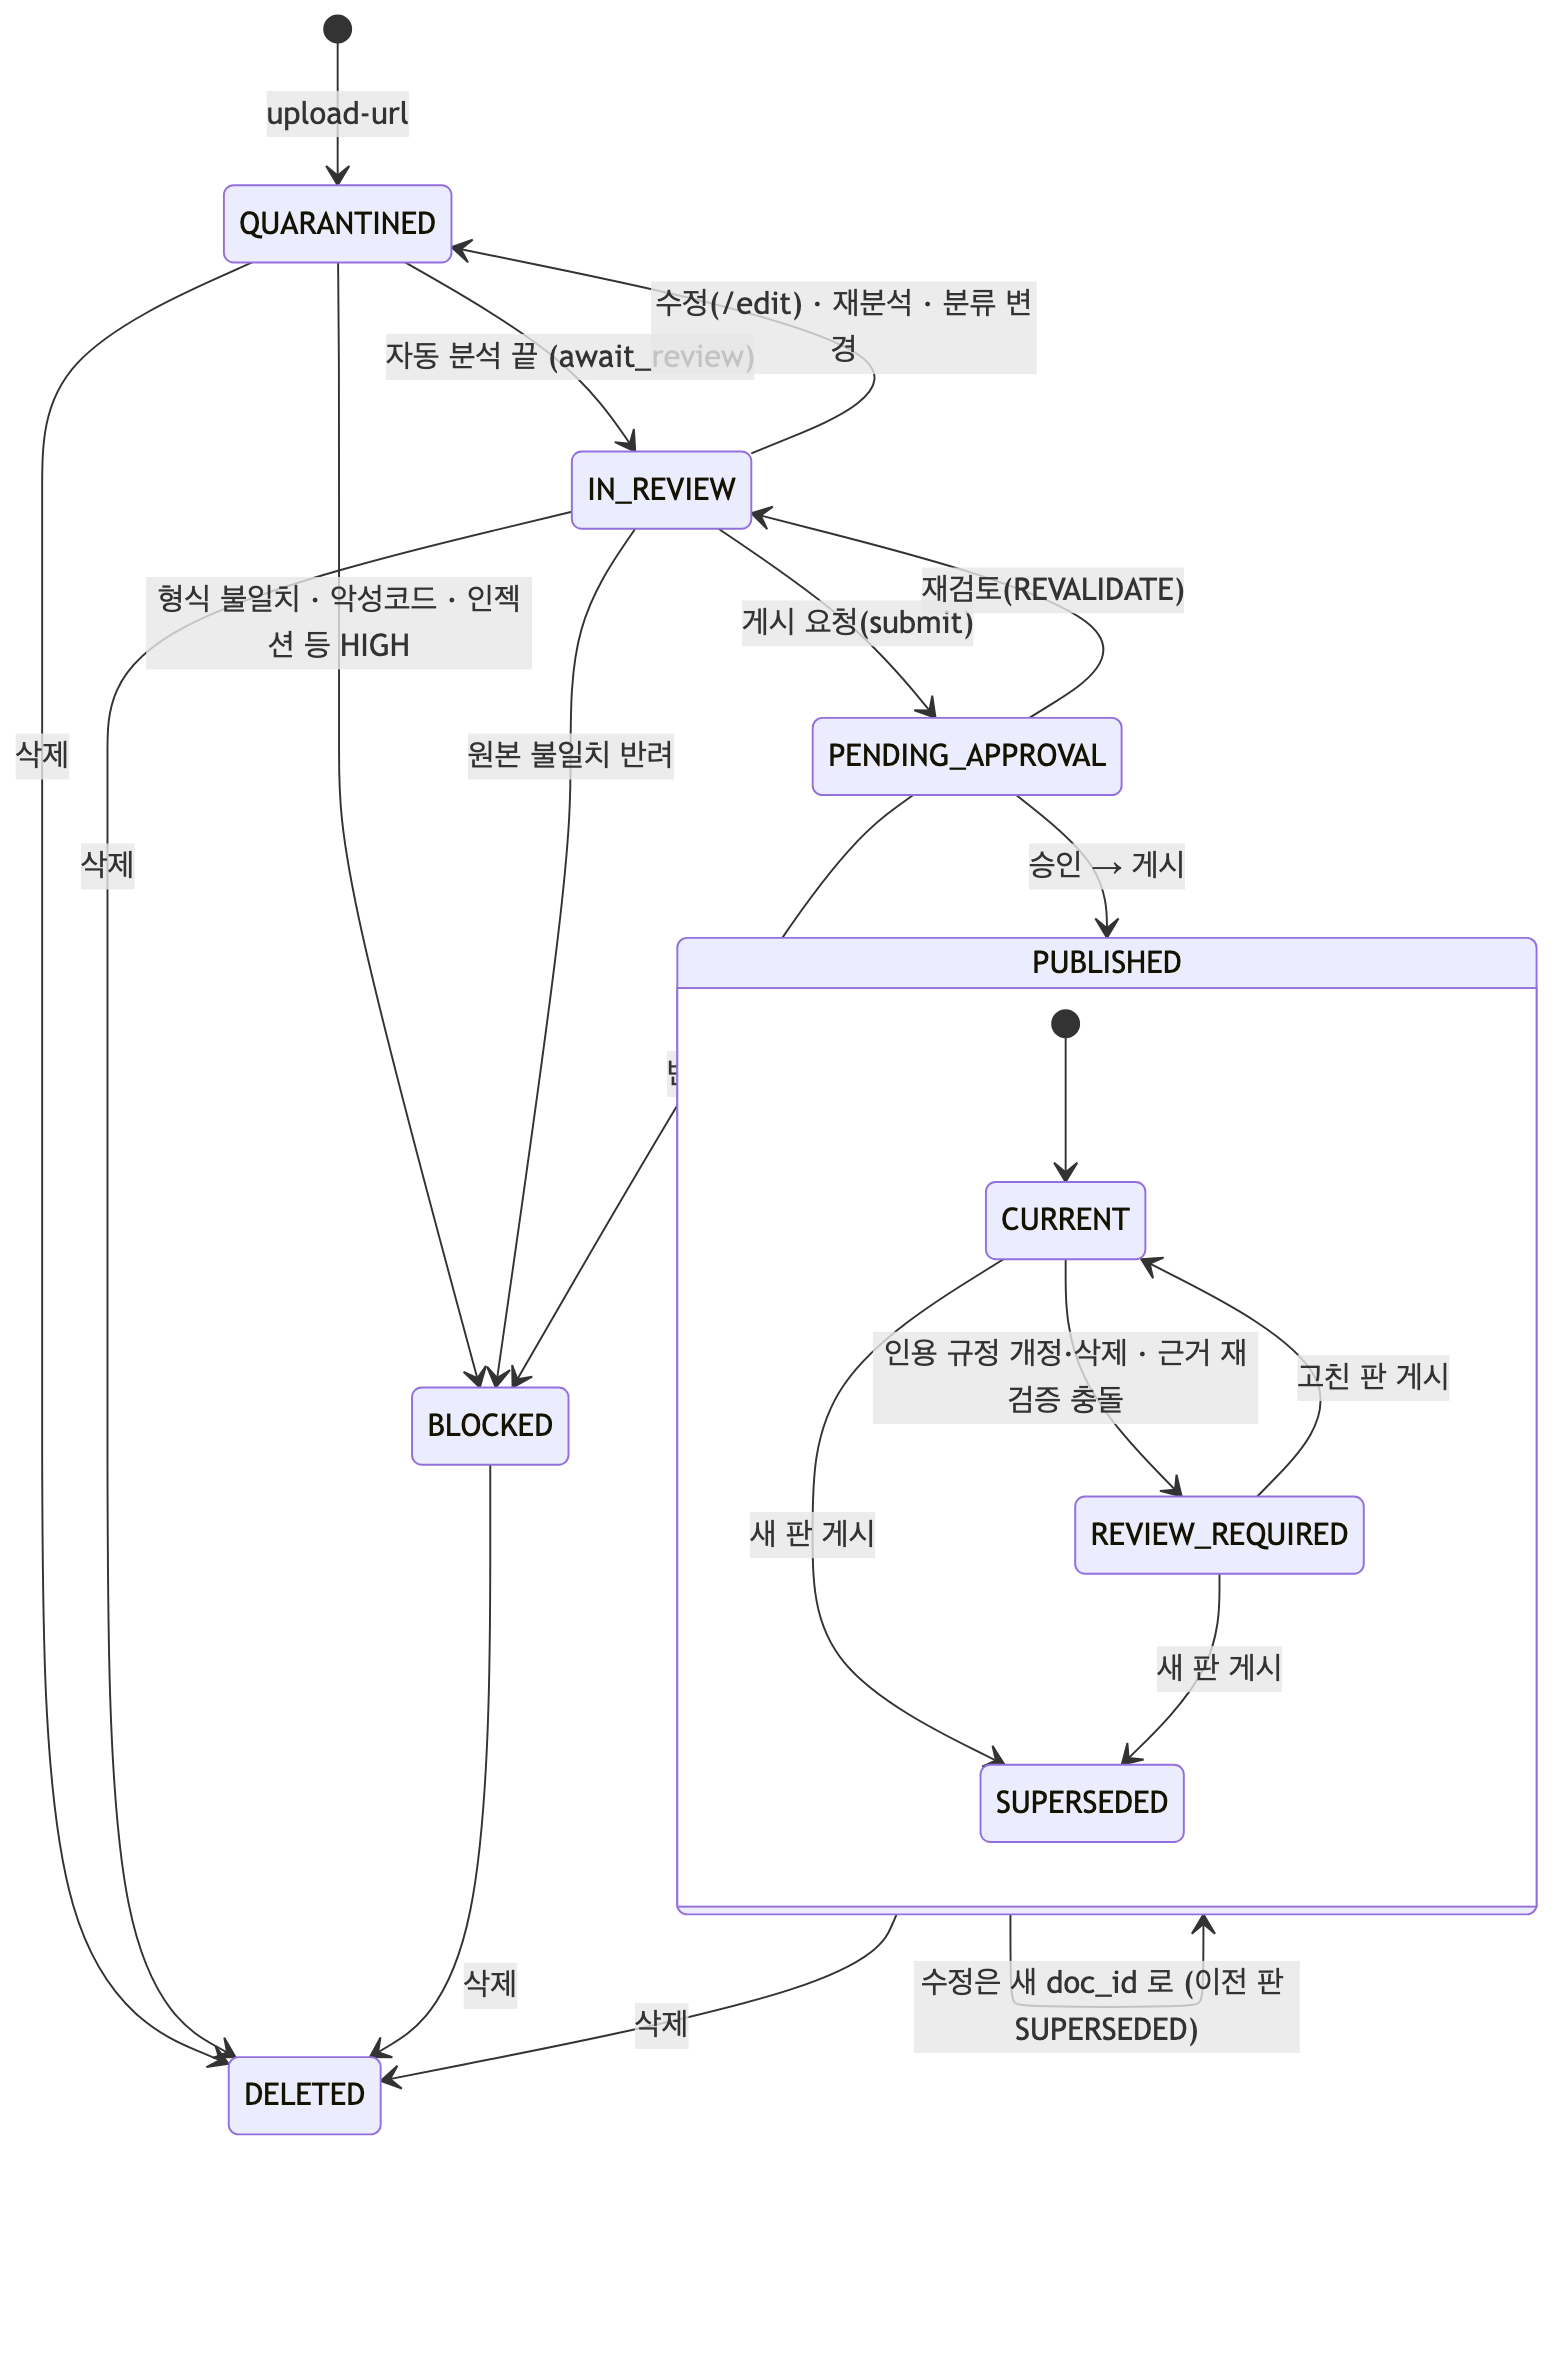 upload-url
QUARANTINED
수정(/edit) · 재분석 · 분류 변
경
자동 분석 끝 (await_review)
IN_REVIEW
형식 불일치 · 악성코드 · 인젝
션 등 HIGH
재검토(REVALIDATE)
게시 요청(submit)
삭제
원본 불일치 반려
PENDING_APPROVAL
삭제
승인 → 게시
PUBLISHED
CURRENT
인용 규정 개정·삭제 · 근거 재
검증 충돌
고친 판 게시
BLOCKED
새 판 게시
REVIEW_REQUIRED
새 판 게시
SUPERSEDED
삭제
수정은 새 doc_id 로 (이전 판
SUPERSEDED)
삭제
DELETED